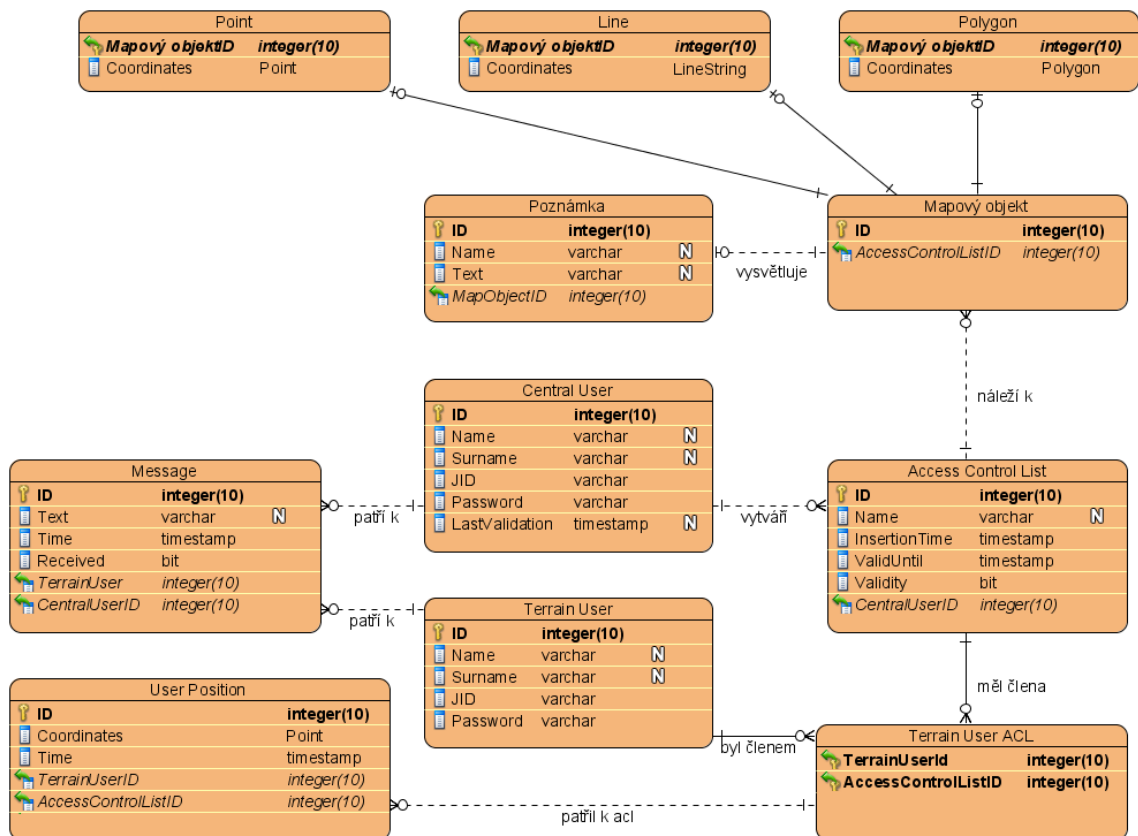 Point
Mapový objektID integer(10)
Coordinates Point
Line
Mapový objektID integer(10)
Coordinates LineString
Polygon
Mapový objektID integer(10)
Coordinates Polygon
Poznámka
ID integer(10)
Name varchar N
Text varchar N
MapObjectID integer(10)
vysvětluje
Mapový objekt
ID integer(10)
AccessControlListID integer(10)
náleží k
Central User
ID integer(10)
Name varchar N
Surname varchar N
JID varchar
Password varchar
LastValidation timestamp N
Message
ID integer(10)
Text varchar N
Time timestamp
Received bit
TerrainUser integer(10)
CentralUserID integer(10)
patří k
vytváří
Access Control List
ID integer(10)
Name varchar N
InsertionTime timestamp
ValidUntil timestamp
Validity bit
CentralUserID integer(10)
patří k
Terrain User
ID integer(10)
Name varchar N
Surname varchar N
JID varchar
Password varchar
měl člena
User Position
ID integer(10)
Coordinates Point
Time timestamp
TerrainUserID integer(10)
AccessControlListID integer(10)
byl členem
Terrain User ACL
TerrainUserId integer(10)
AccessControlListID integer(10)
patřil k acl